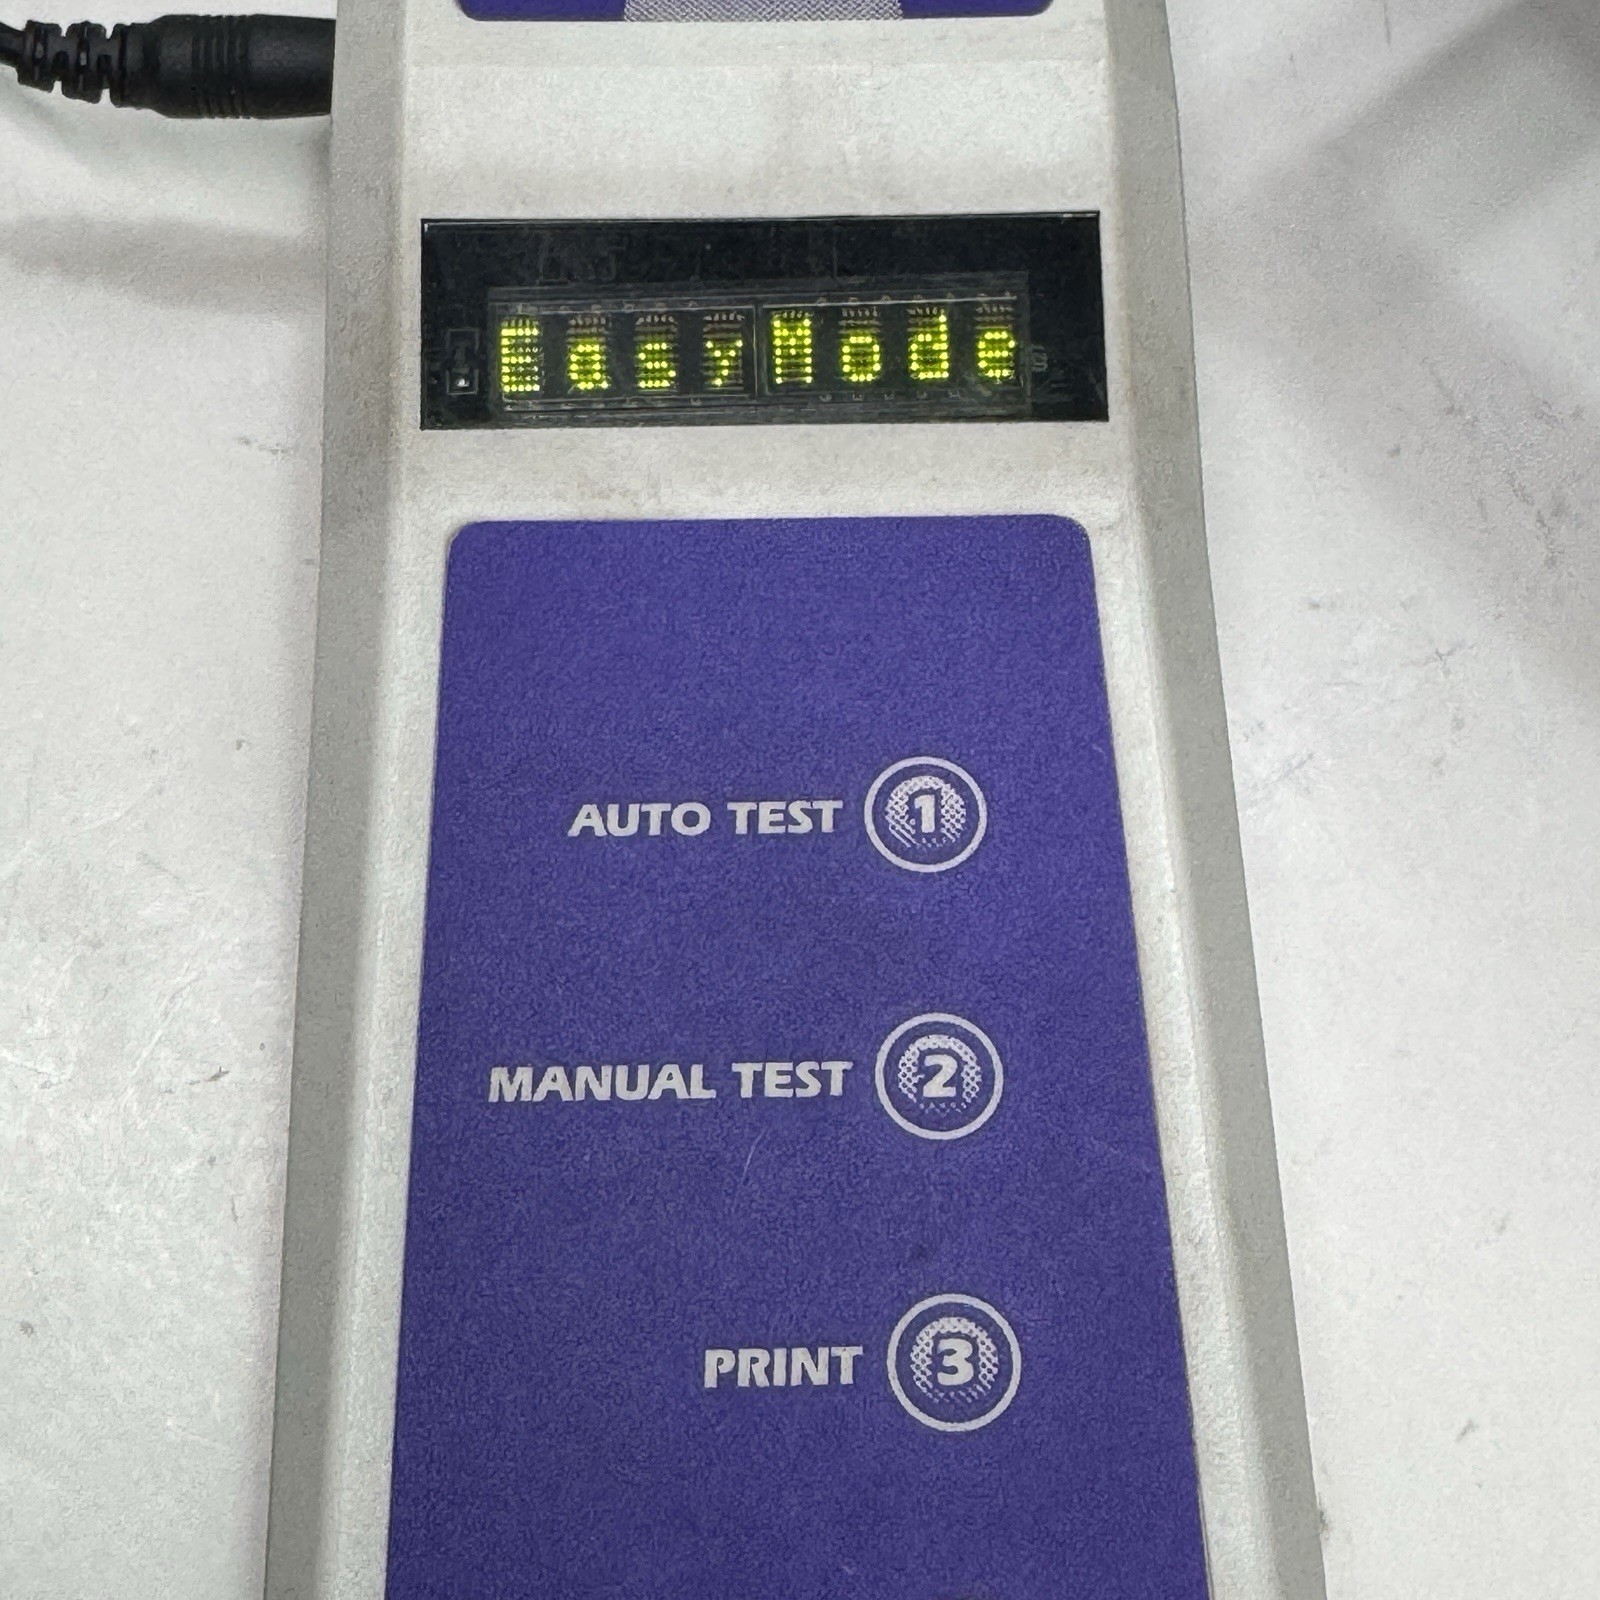 EasyMode
AUTO TEST 1
MANUAL TEST 2
PRINT 3